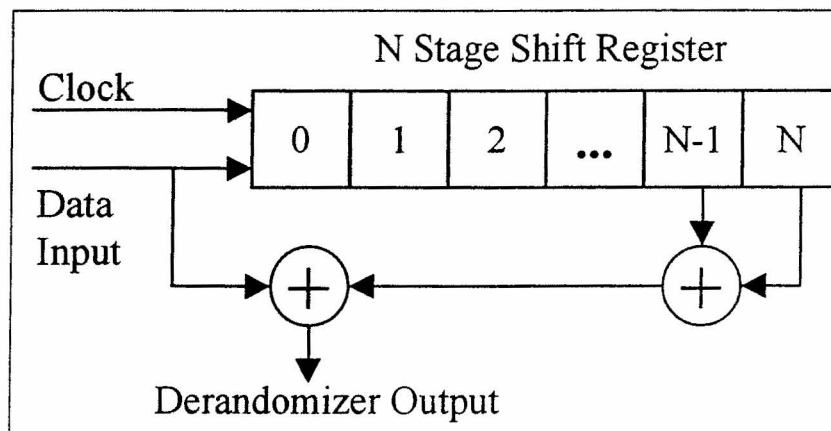 N Stage Shift Register
Clock
0 1 2 ... N-1 N
Data
Input
+ +
Derandomizer Output